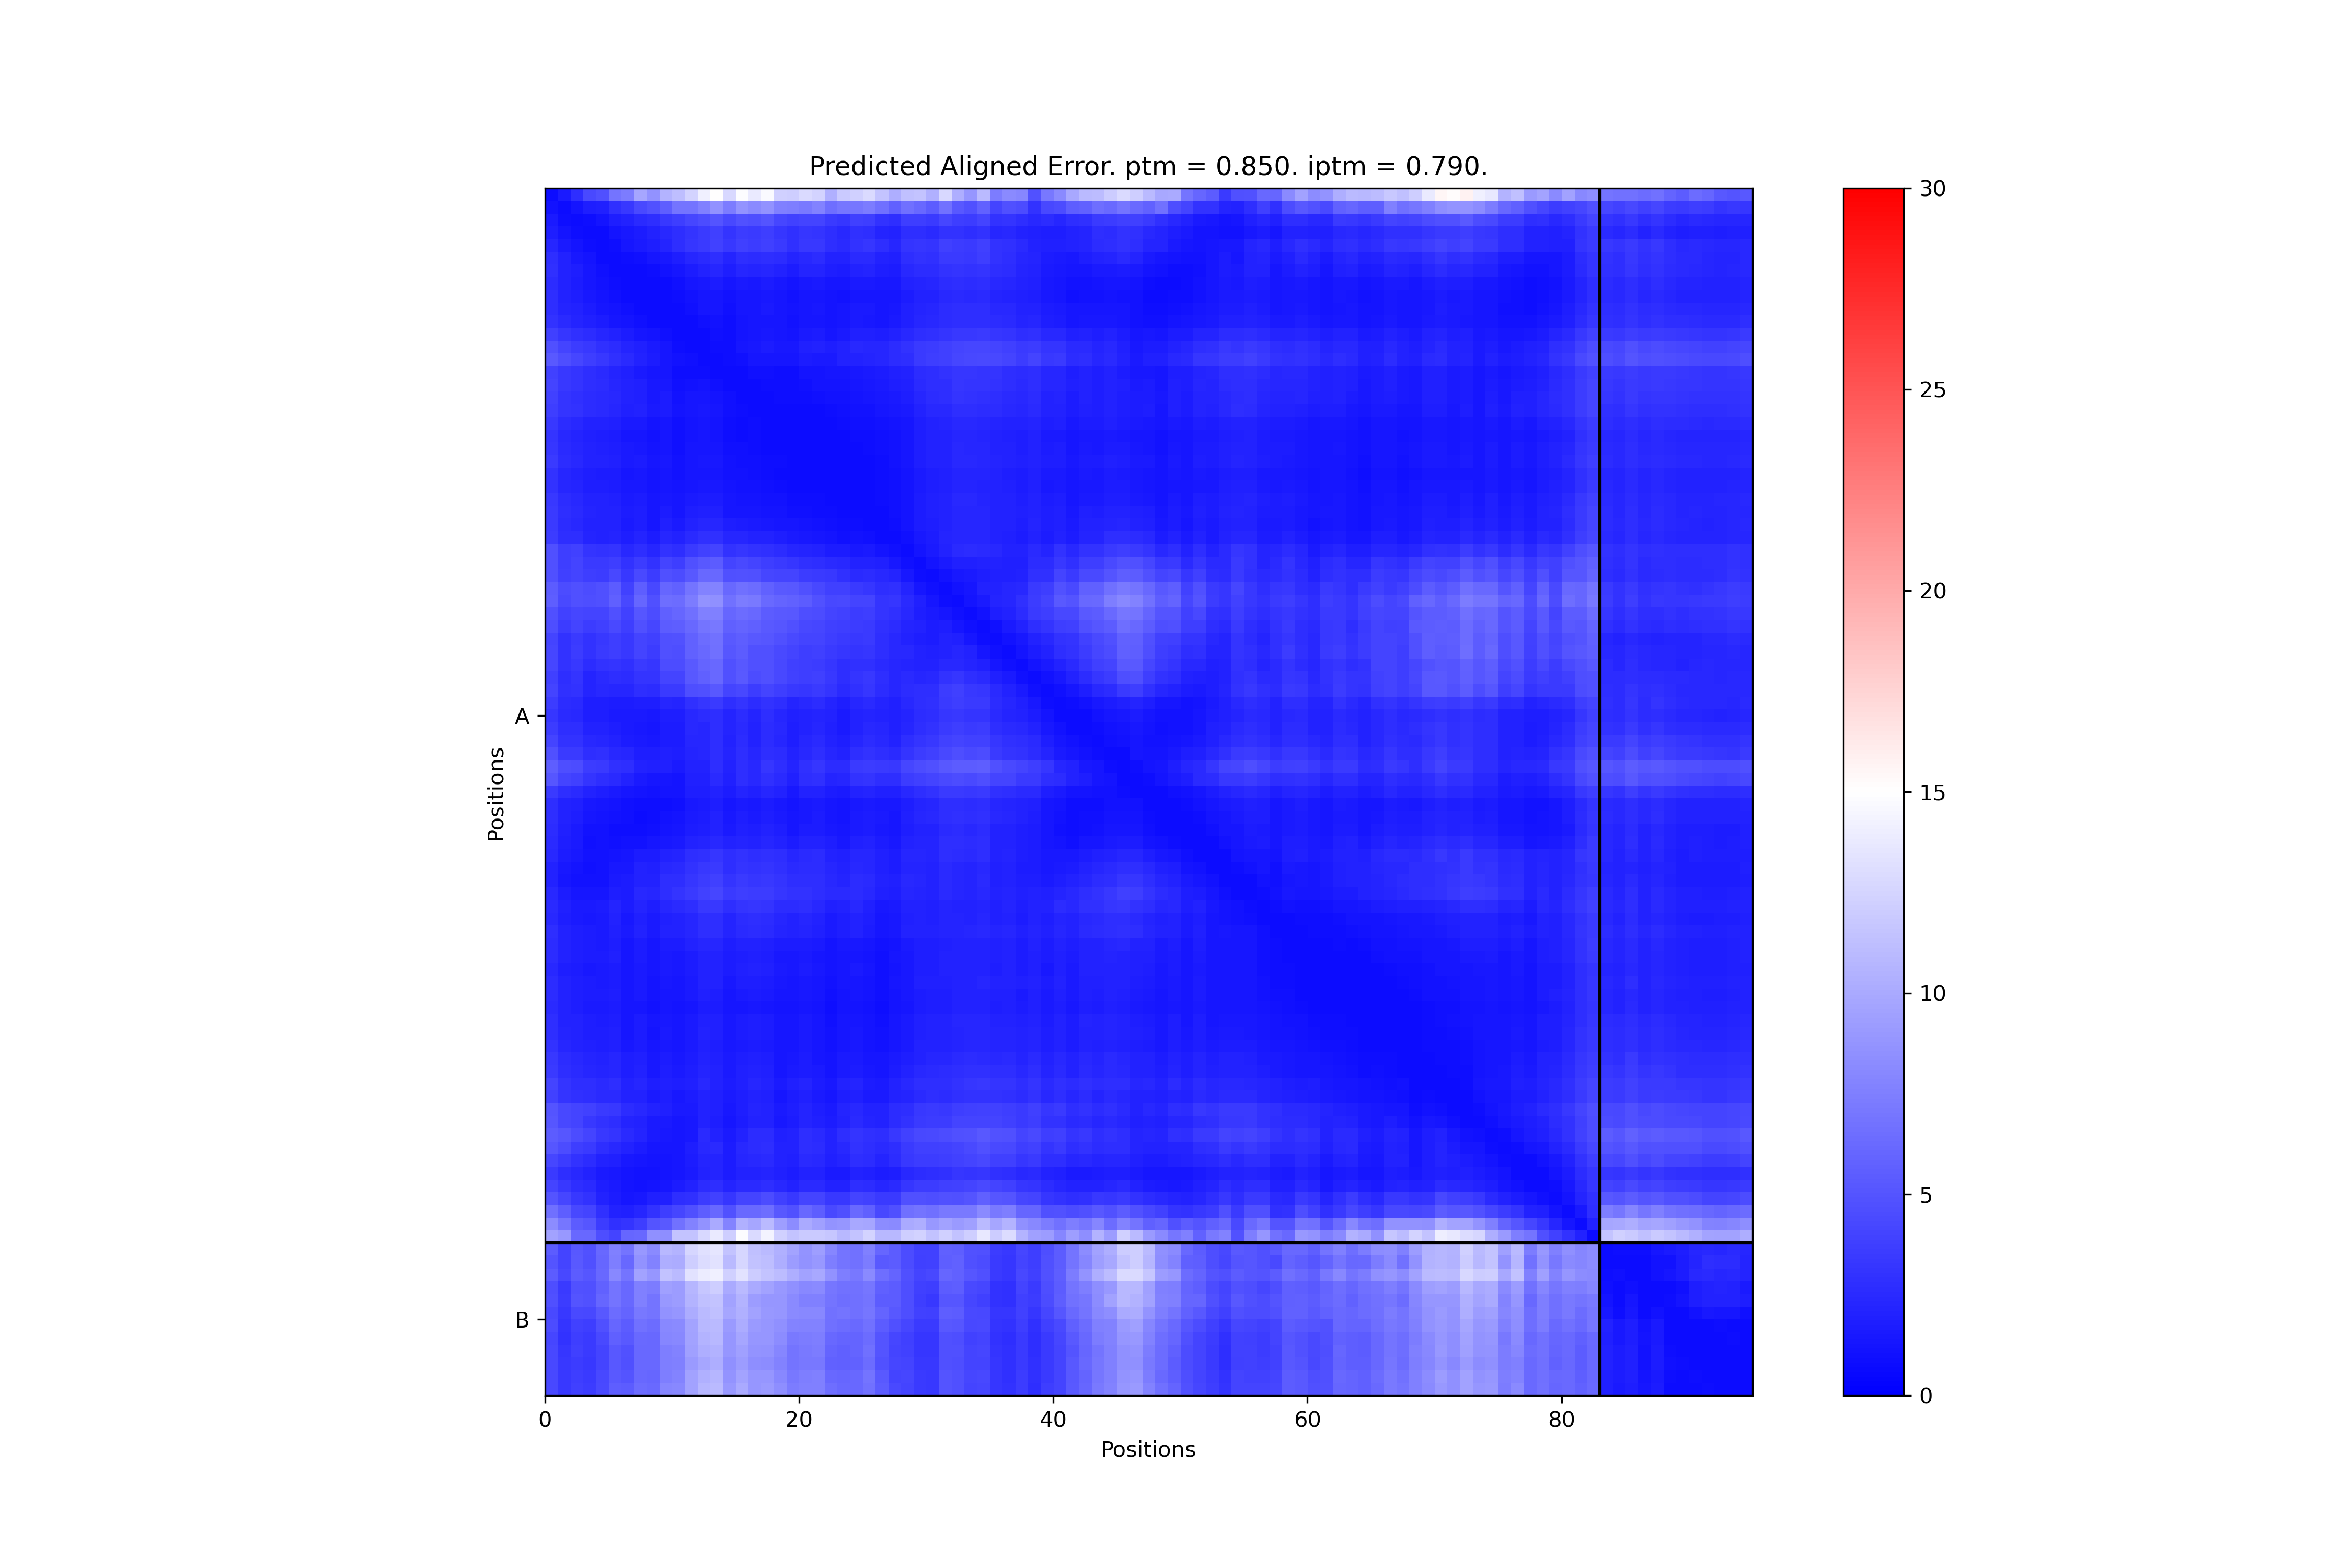 Predicted Aligned Error. ptm = 0.850. iptm = 0.790.
30
25
20
15
10
5
0
A
B
Positions
0 20 40 60 80
Positions